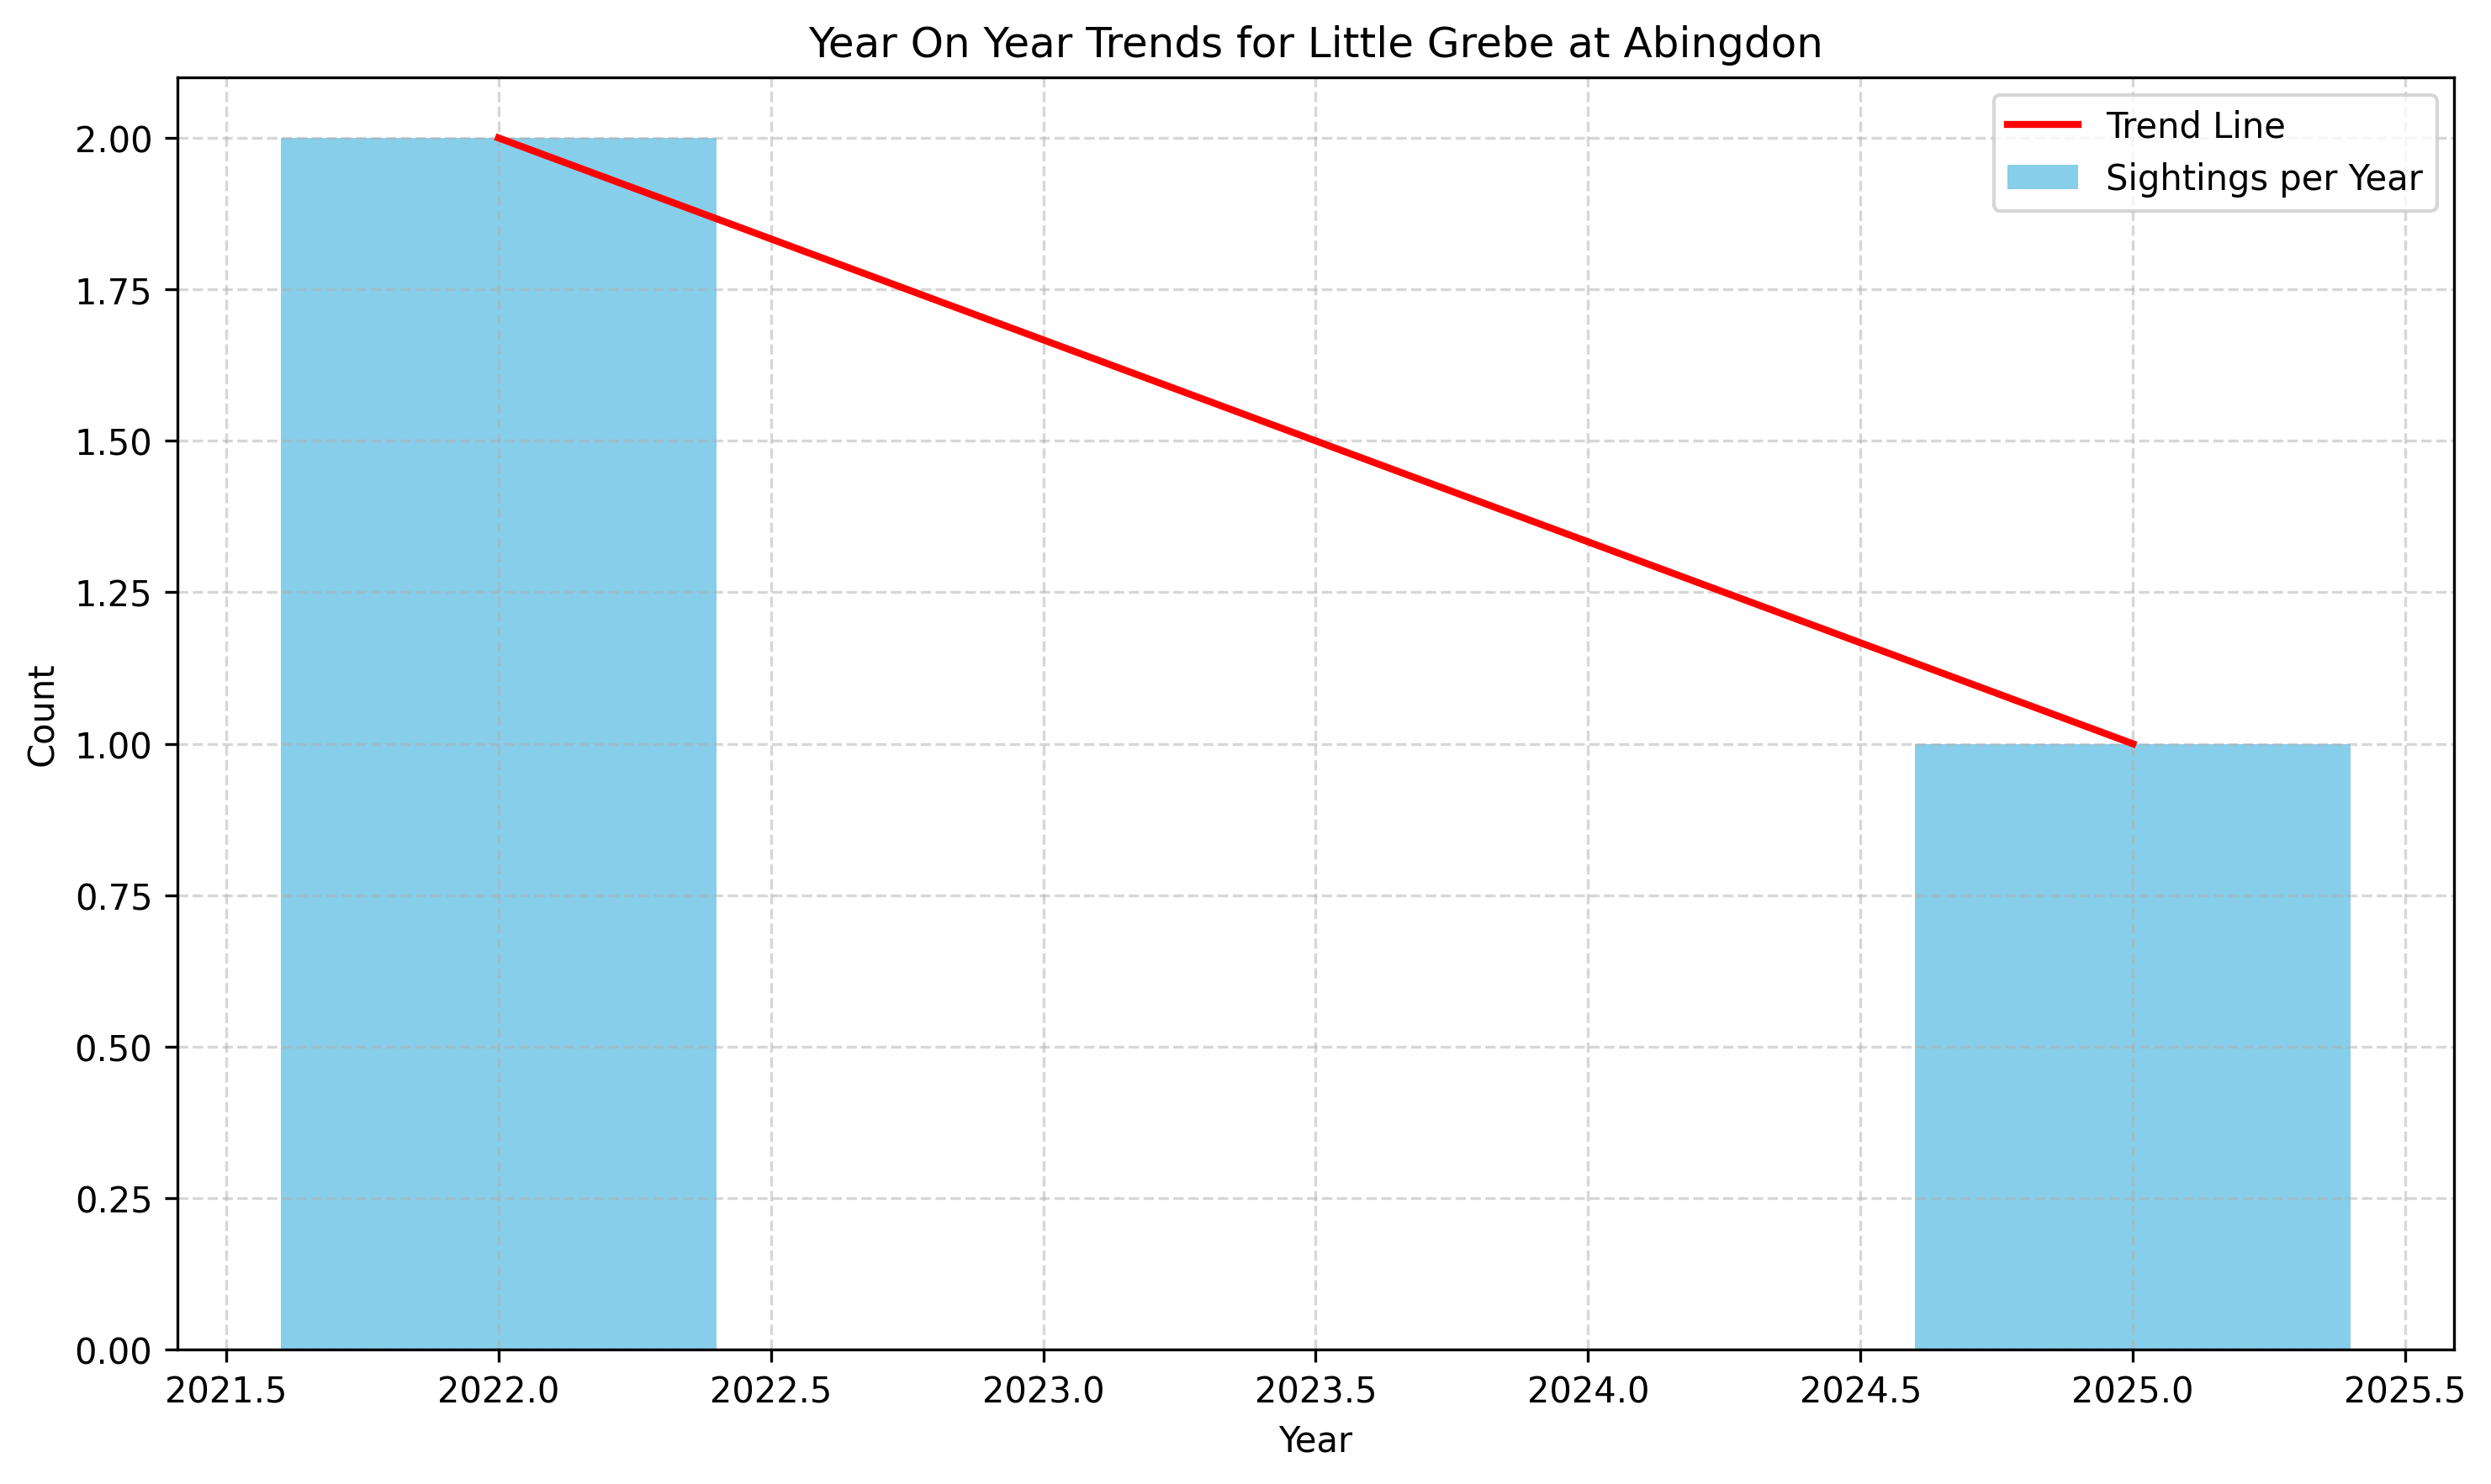 Year On Year Trends for Little Grebe at Abingdon
Trend Line
Sightings per Year
2.00
1.75
1.50
1.25
1.00
0.75
0.50
0.25
0.00
Count
2021.5 2022.0 2022.5 2023.0 2023.5 2024.0 2024.5 2025.0 2025.5
Year